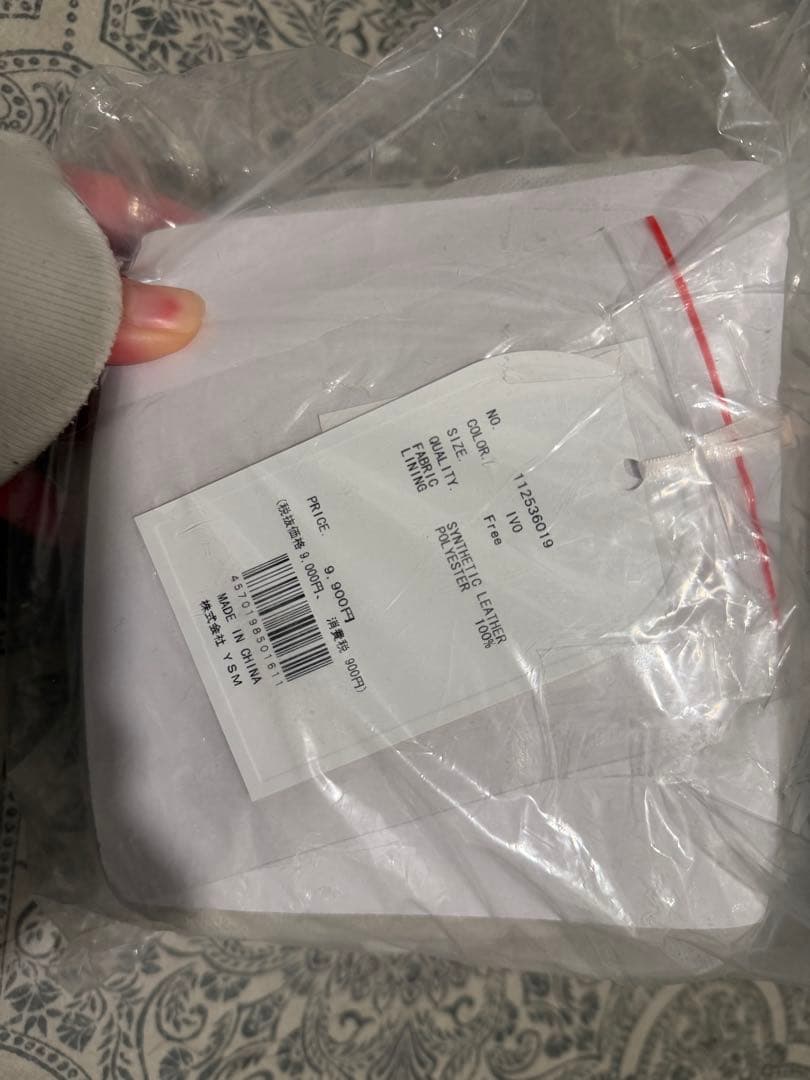 NO. 112536019
COLOR. IVO
SIZE. Free
QUALITY.
FABRIC SYNTHETIC LEATHER
LINING POLYESTER 100%
PRICE. 9,900円
(税抜価格 9,000円、 消費税 900円)
4570198501611
MADE IN CHINA
株式会社 YSM